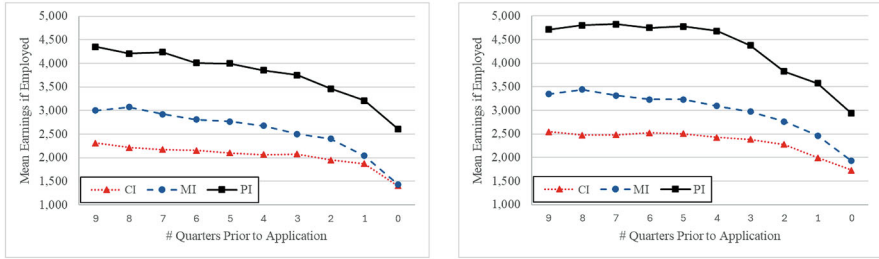 Mean Earnings if Employed
5,000
4,500
4,000
3,500
3,000
2,500
2,000
1,500
1,000
CI MI PI
9 8 7 6 5 4 3 2 1 0
# Quarters Prior to Application
Mean Earnings if Employed
5,000
4,500
4,000
3,500
3,000
2,500
2,000
1,500
1,000
CI MI PI
9 8 7 6 5 4 3 2 1 0
# Quarters Prior to Application